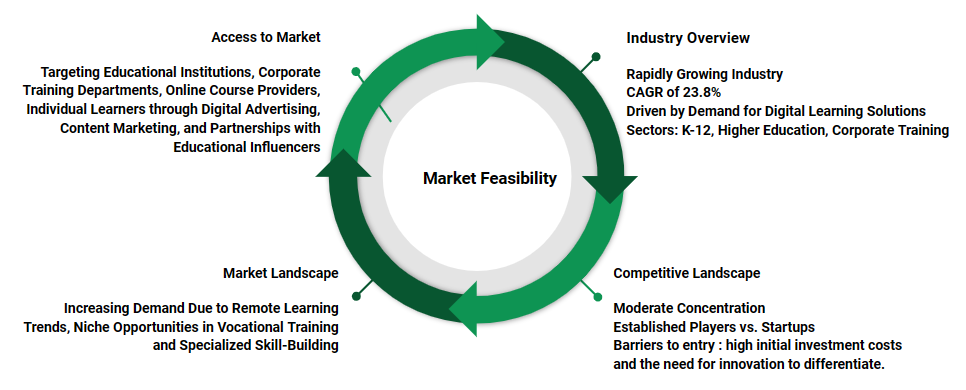 Access to Market
Targeting Educational Institutions, Corporate
Training Departments, Online Course Providers,
Individual Learners through Digital Advertising,
Content Marketing, and Partnerships with
Educational Influencers
Industry Overview
Rapidly Growing Industry
CAGR of 23.8%
Driven by Demand for Digital Learning Solutions
Sectors: K-12, Higher Education, Corporate Training
Market Feasibility
Market Landscape
Increasing Demand Due to Remote Learning
Trends, Niche Opportunities in Vocational Training
and Specialized Skill-Building
Competitive Landscape
Moderate Concentration
Established Players vs. Startups
Barriers to entry : high initial investment costs
and the need for innovation to differentiate.